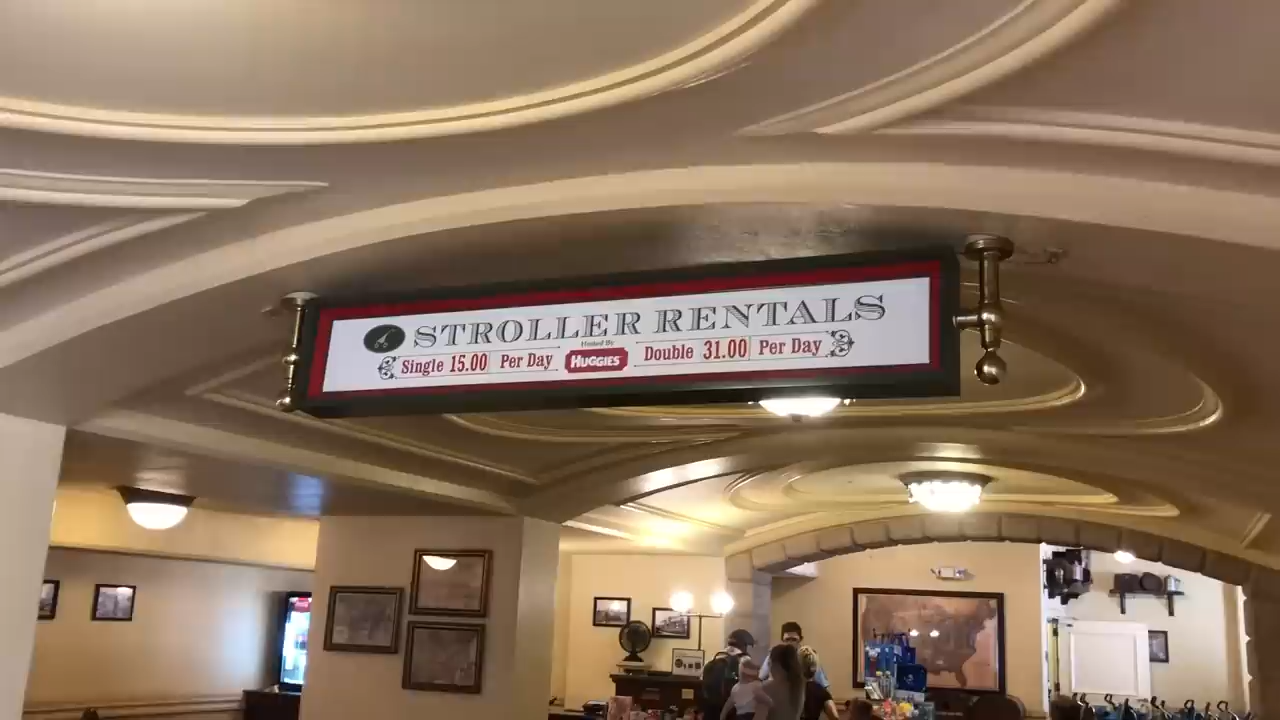 STROLLER RENTALS
Hosted By
Single 15.00 Per Day HUGGIES Double 31.00 Per Day